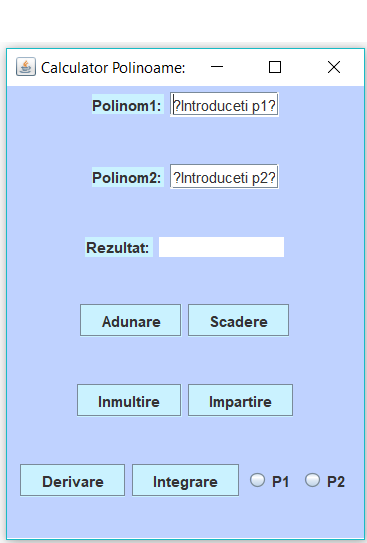 Calculator Polinoame:
Polinom1: ?Introduceti p1?
Polinom2: ?Introduceti p2?
Rezultat:
Adunare Scadere
Inmultire Impartire
Derivare Integrare P1 P2